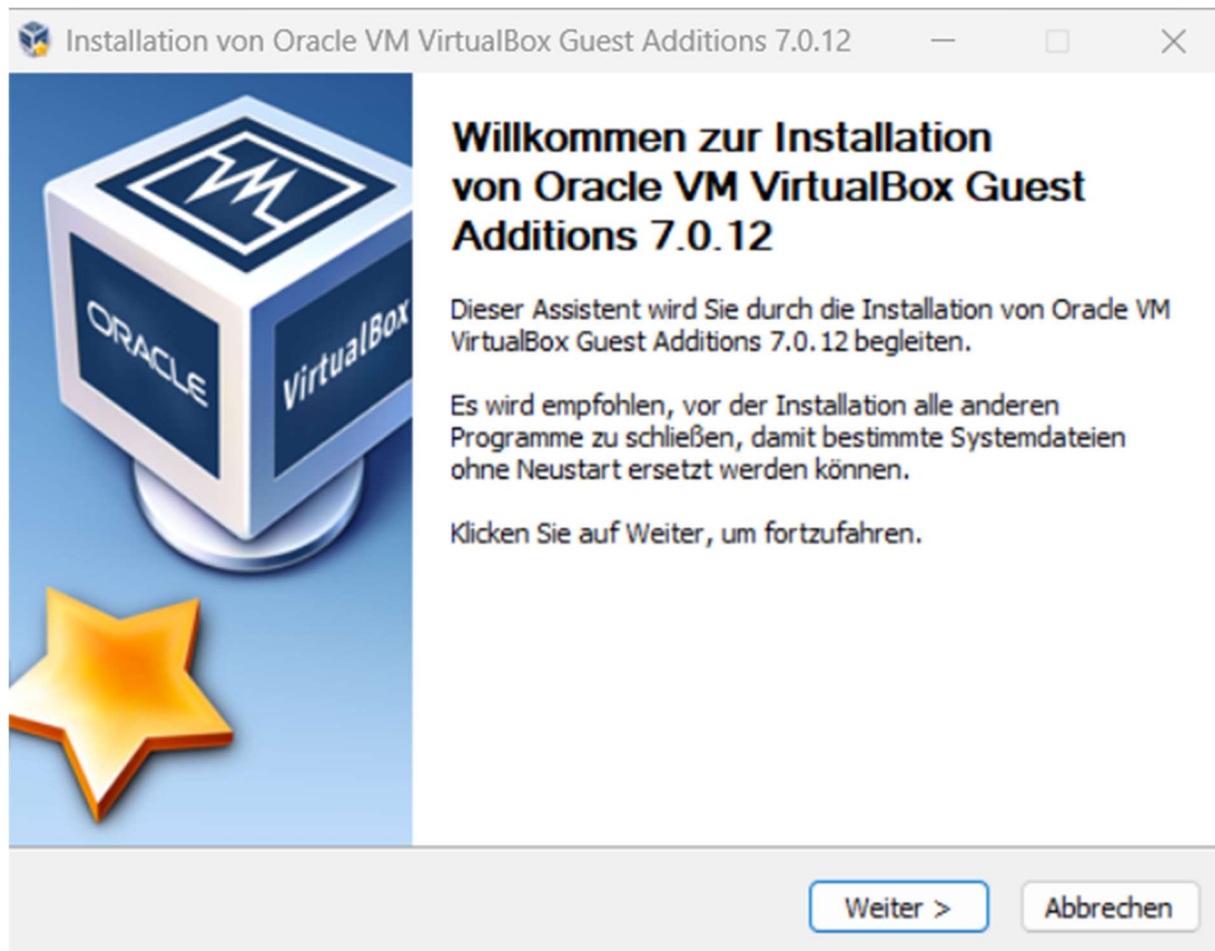 Installation von Oracle VM VirtualBox Guest Additions 7.0.12
ORACLE
VirtualBox
Willkommen zur Installation
von Oracle VM VirtualBox Guest
Additions 7.0.12
Dieser Assistent wird Sie durch die Installation von Oracle VM
VirtualBox Guest Additions 7.0.12 begleiten.
Es wird empfohlen, vor der Installation alle anderen
Programme zu schließen, damit bestimmte Systemdateien
ohne Neustart ersetzt werden können.
Klicken Sie auf Weiter, um fortzufahren.
Weiter >
Abbrechen